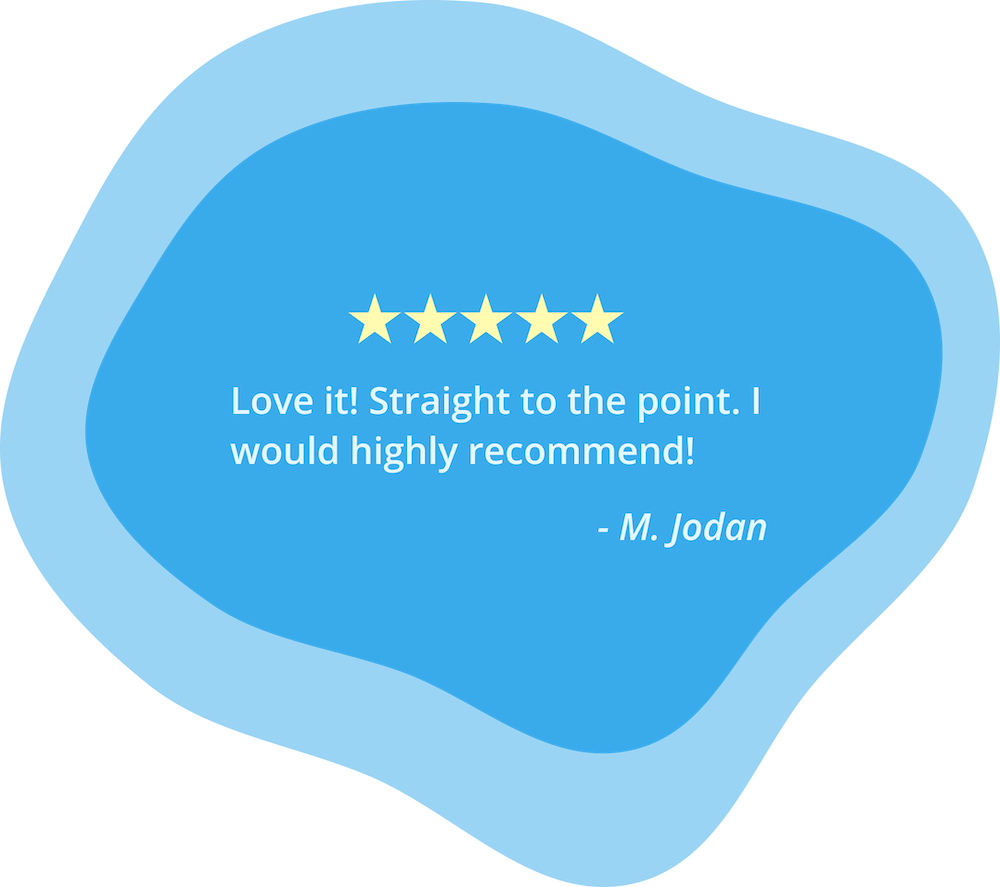 Love it! Straight to the point. I
would highly recommend!
- M. Jodan